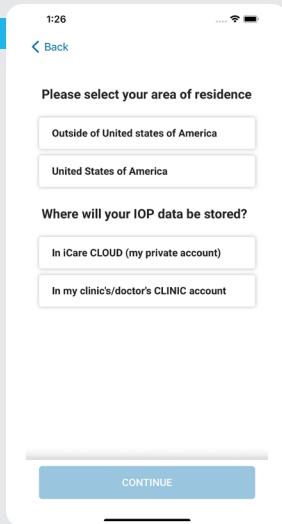 1:26
Back
Please select your area of residence
Outside of United states of America
United States of America
Where will your IOP data be stored?
In iCare CLOUD (my private account)
In my clinic's/doctor's CLINIC account
CONTINUE